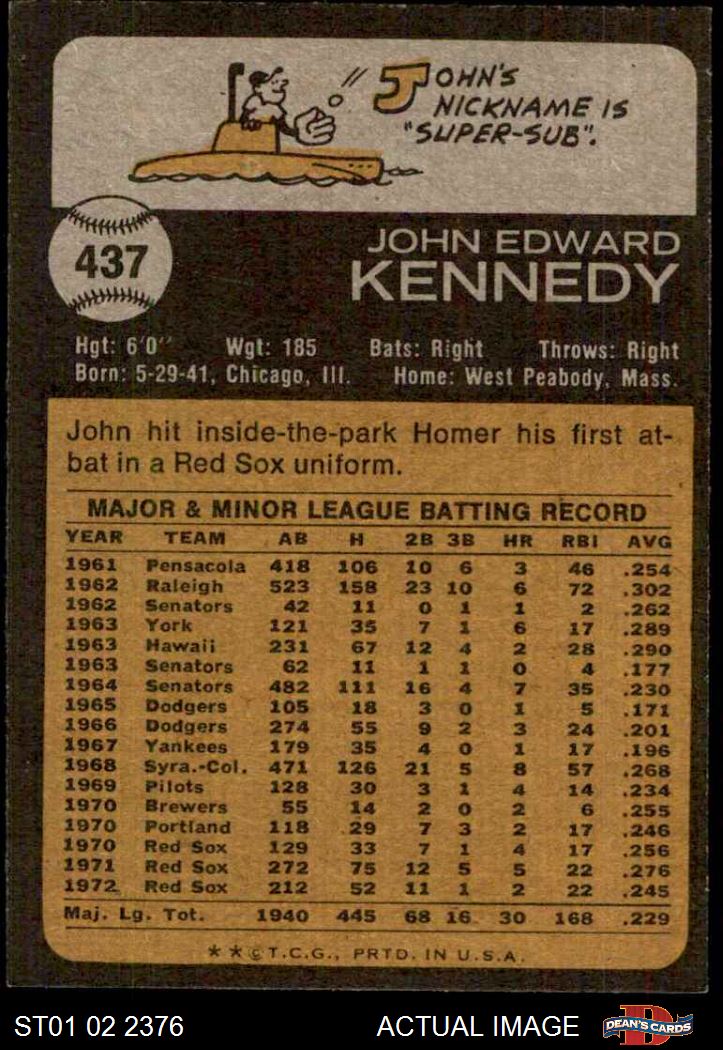 JOHN'S
NICKNAME IS
"SUPER-SUB".
437
JOHN EDWARD
KENNEDY
Hgt: 6'0" Wgt: 185 Bats: Right Throws: Right
Born: 5-29-41, Chicago, Ill. Home: West Peabody, Mass.
John hit inside-the-park Homer his first at-
bat in a Red Sox uniform.
MAJOR & MINOR LEAGUE BATTING RECORD
YEAR TEAM AB H 2B 3B HR RBI AVG
1961 Pensacola 418 106 10 6 3 46 .254
1962 Raleigh 523 158 23 10 6 72 .302
1962 Senators 42 11 0 1 1 2 .262
1963 York 121 35 7 1 6 17 .289
1963 Hawaii 231 67 12 4 2 28 .290
1963 Senators 62 11 1 1 0 4 .177
1964 Senators 482 111 16 4 7 35 .230
1965 Dodgers 105 18 3 0 1 5 .171
1966 Dodgers 274 55 9 2 3 24 .201
1967 Yankees 179 35 4 0 1 17 .196
1968 Syra.-Col. 471 126 21 5 8 57 .268
1969 Pilots 128 30 3 1 4 14 .234
1970 Brewers 55 14 2 0 2 6 .255
1970 Portland 118 29 7 3 2 17 .246
1970 Red Sox 129 33 7 1 4 17 .256
1971 Red Sox 272 75 12 5 5 22 .276
1972 Red Sox 212 52 11 1 2 22 .245
Maj. Lg. Tot. 1940 445 68 16 30 168 .229
**©T.C.G., PRTD. IN U.S.A.
ST01 02 2376 ACTUAL IMAGE
D
DEAN'S CARDS